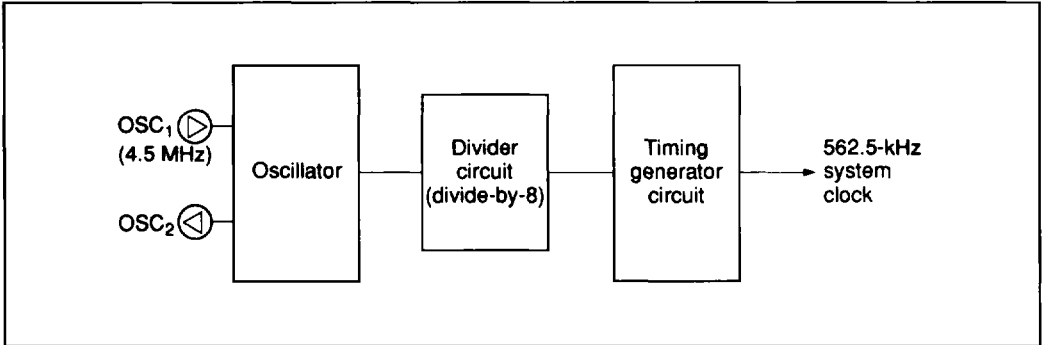 OSC₁
(4.5 MHz)
OSC₂
Oscillator
Divider
circuit
(divide-by-8)
Timing
generator
circuit
562.5-kHz
system
clock